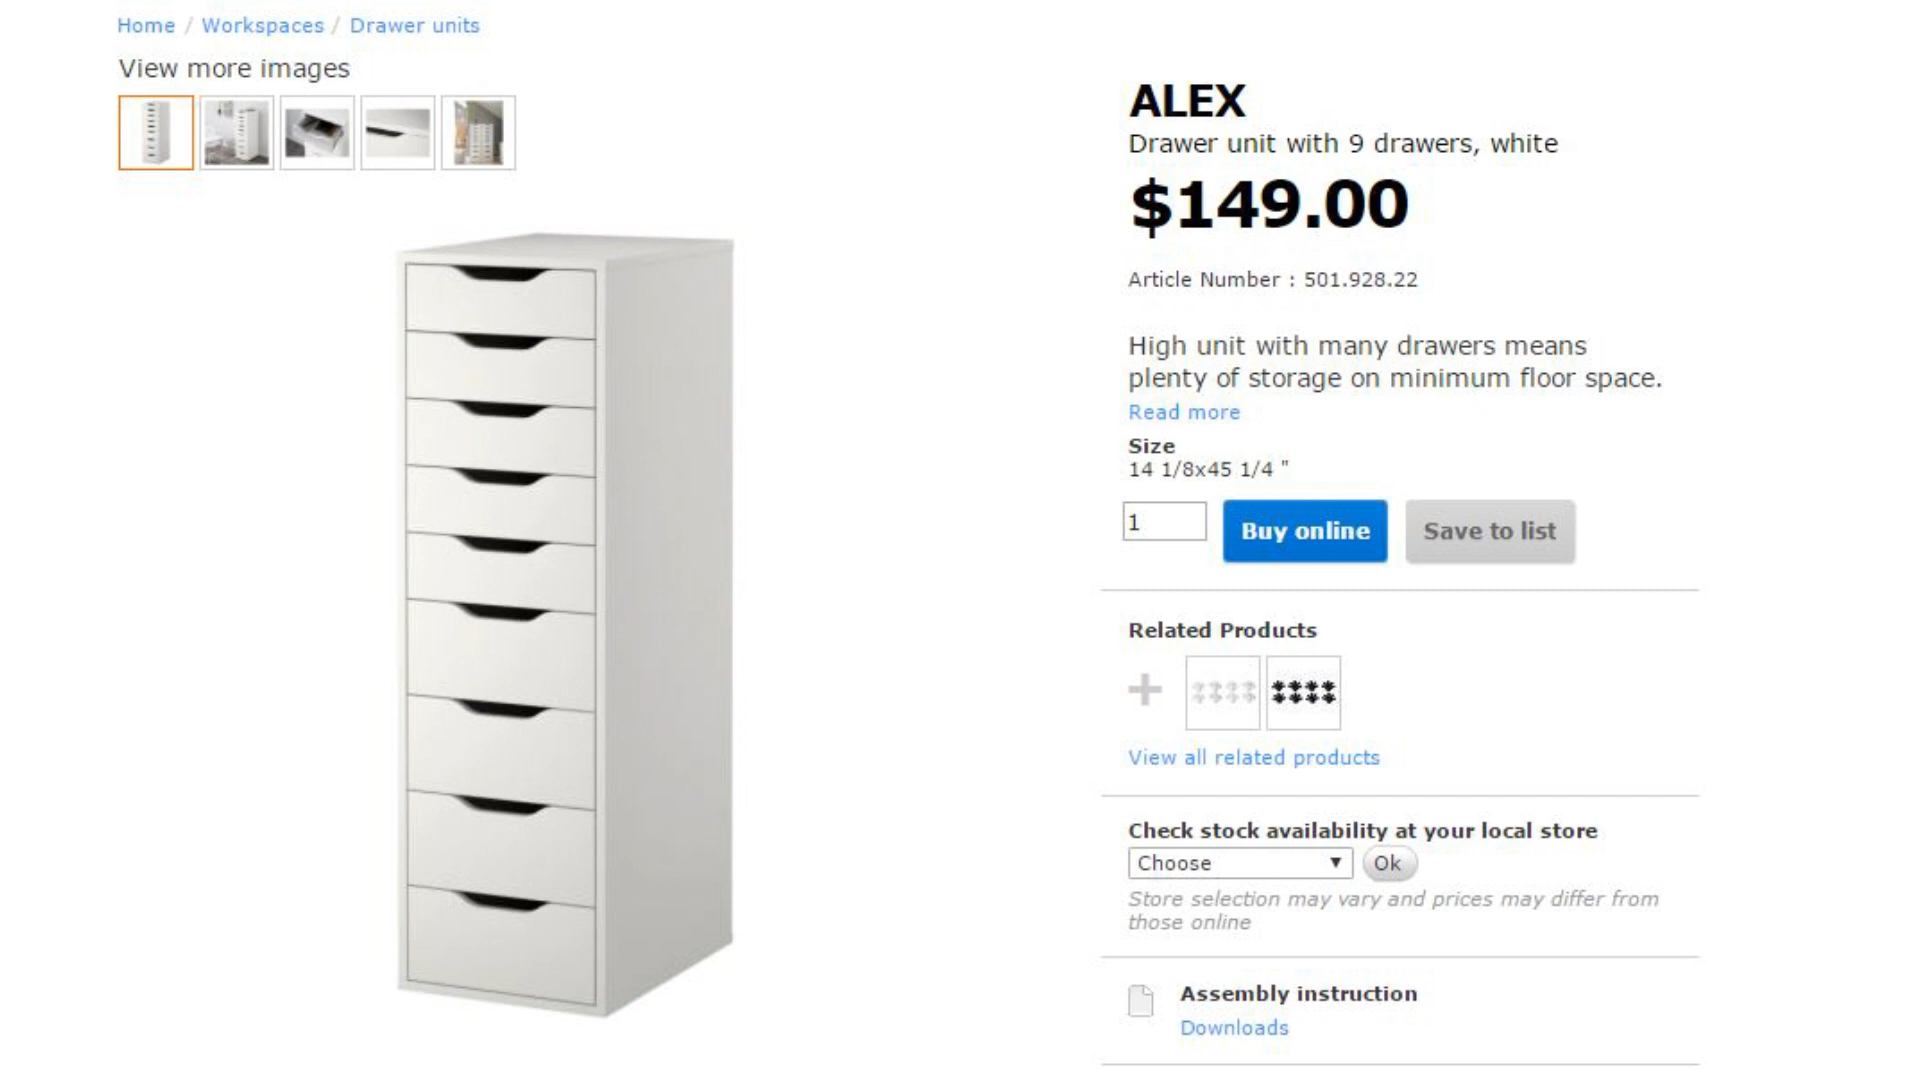 Home / Workspaces / Drawer units
View more images
ALEX
Drawer unit with 9 drawers, white
$149.00
Article Number : 501.928.22
High unit with many drawers means
plenty of storage on minimum floor space.
Read more
Size
14 1/8x45 1/4 "
1
Buy online
Save to list
Related Products
View all related products
Check stock availability at your local store
Choose
Ok
Store selection may vary and prices may differ from
those online
Assembly instruction
Downloads